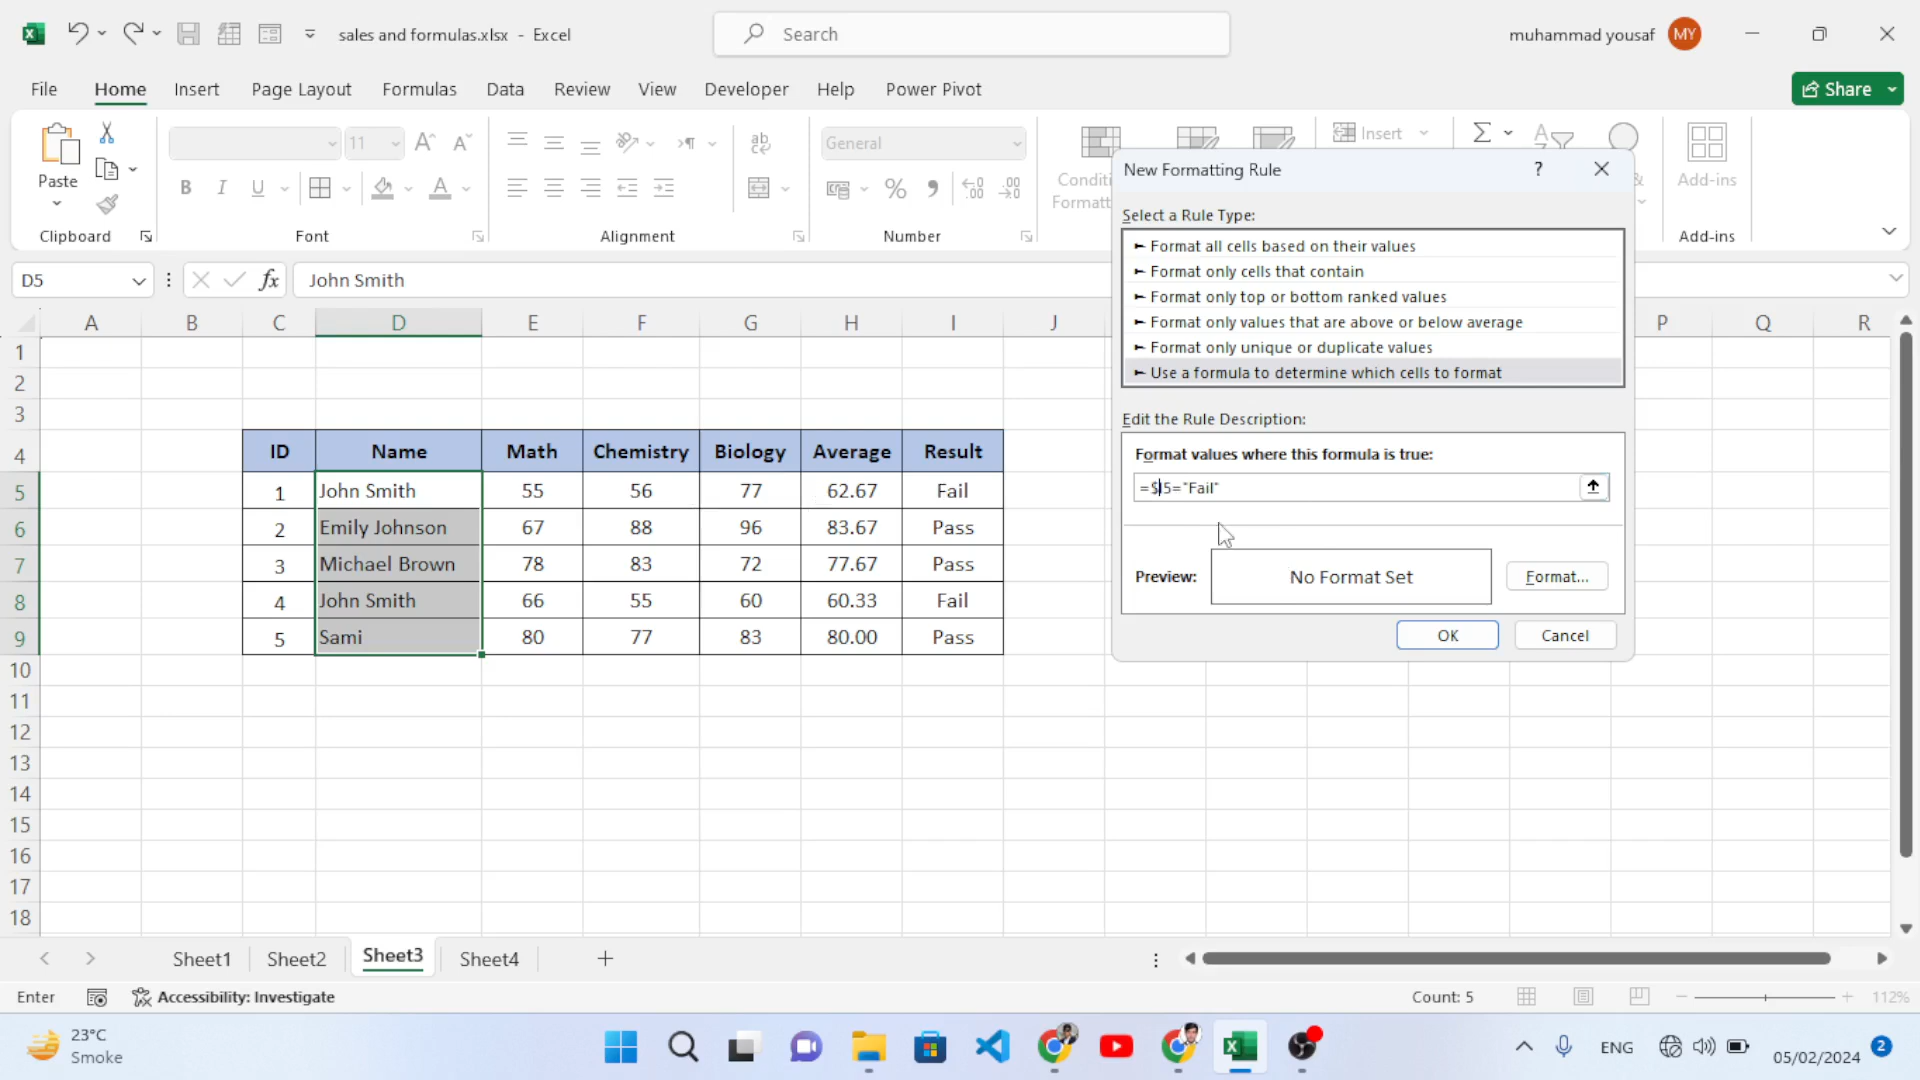 sales and formulas.xlsx - Excel
Search
muhammad yousaf MY
File Home Insert Page Layout Formulas Data Review View Developer Help Power Pivot
Share
Paste
11
General
Insert
Condit
Formatt
&
Add-ins
Clipboard Font Alignment Number Add-ins
D5 fx John Smith
A B C D E F G H I J P Q R
1
2
3
4 ID Name Math Chemistry Biology Average Result
5 1 John Smith 55 56 77 62.67 Fail
6 2 Emily Johnson 67 88 96 83.67 Pass
7 3 Michael Brown 78 83 72 77.67 Pass
8 4 John Smith 66 55 60 60.33 Fail
9 5 Sami 80 77 83 80.00 Pass
10
11
12
13
14
15
16
17
18
New Formatting Rule ?
Select a Rule Type:
► Format all cells based on their values
► Format only cells that contain
► Format only top or bottom ranked values
► Format only values that are above or below average
► Format only unique or duplicate values
► Use a formula to determine which cells to format
Edit the Rule Description:
Format values where this formula is true:
=$I5="Fail"
Preview: No Format Set Format...
OK Cancel
Sheet1 Sheet2 Sheet3 Sheet4 +
Enter Accessibility: Investigate Count: 5 112%
23°C
Smoke
ENG
05/02/2024
2